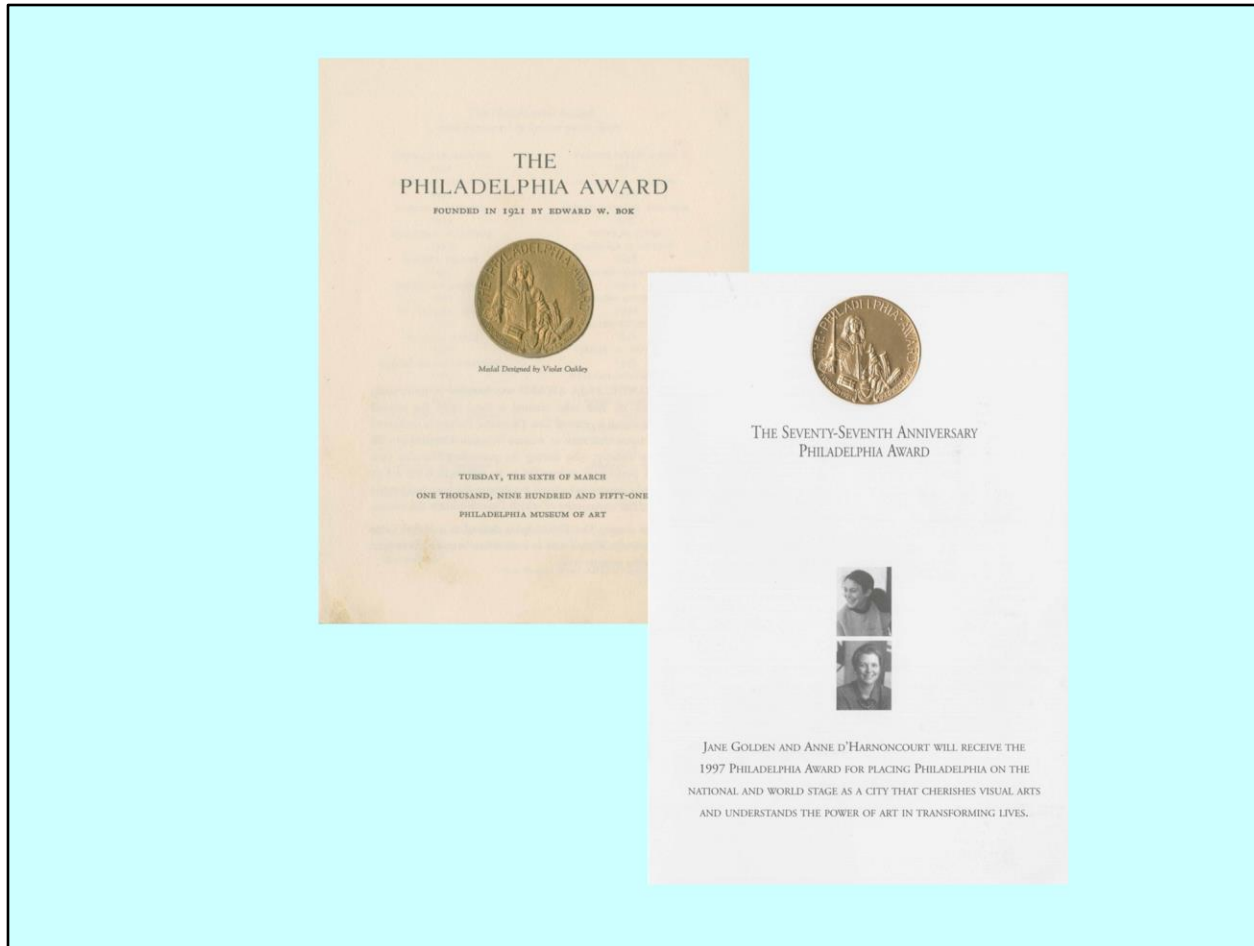 THE
PHILADELPHIA AWARD
FOUNDED IN 1921 BY EDWARD W. BOK
THE PHILADELPHIA AWARD
Medal Designed by Violet Oakley
TUESDAY, THE SIXTH OF MARCH
ONE THOUSAND, NINE HUNDRED AND FIFTY-ONE
PHILADELPHIA MUSEUM OF ART
THE·PHILADELPHIA·AWARD
THE SEVENTY-SEVENTH ANNIVERSARY
PHILADELPHIA AWARD
JANE GOLDEN AND ANNE D'HARNONCOURT WILL RECEIVE THE
1997 PHILADELPHIA AWARD FOR PLACING PHILADELPHIA ON THE
NATIONAL AND WORLD STAGE AS A CITY THAT CHERISHES VISUAL ARTS
AND UNDERSTANDS THE POWER OF ART IN TRANSFORMING LIVES.